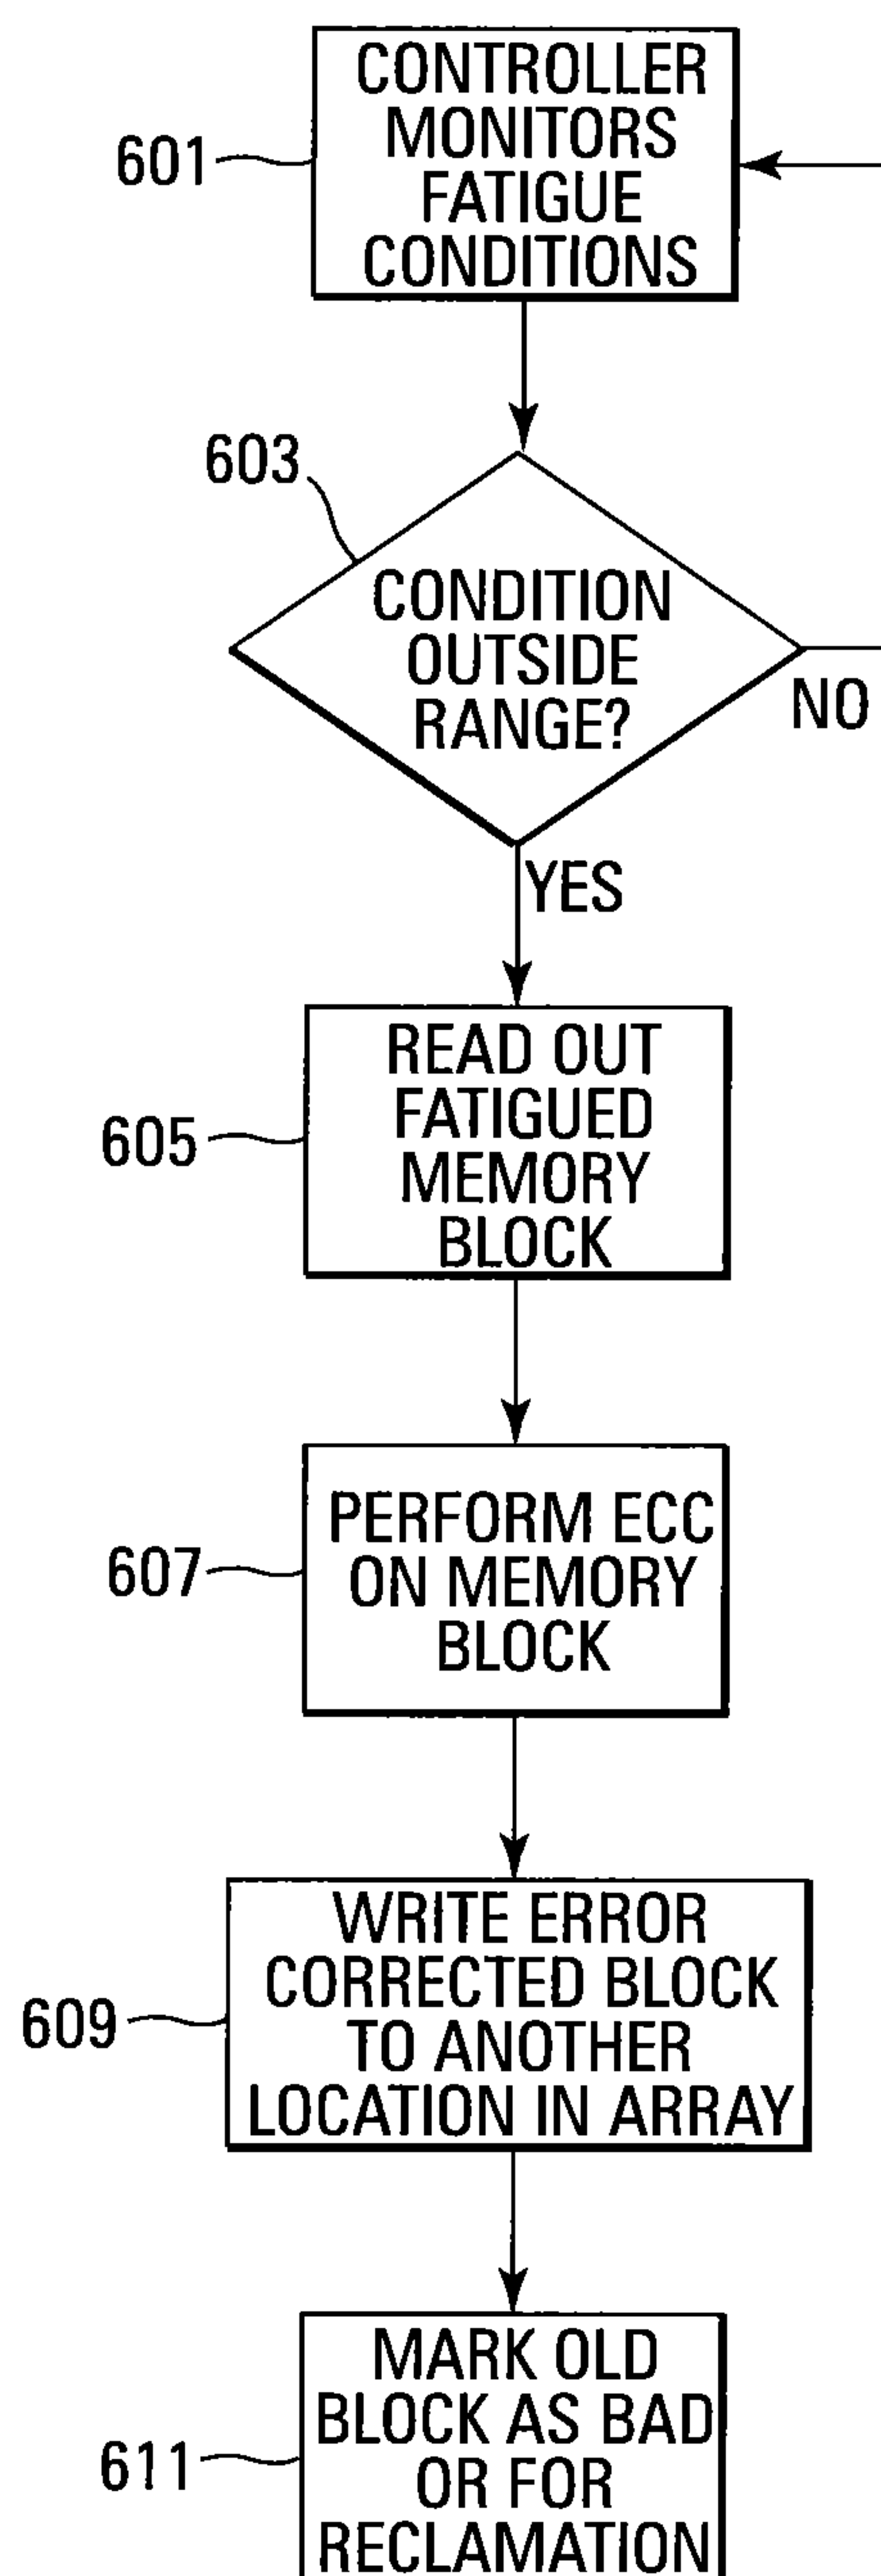 CONTROLLER
MONITORS
FATIGUE
CONDITIONS
601
603
CONDITION
OUTSIDE
RANGE?
NO
YES
READ OUT
FATIGUED
MEMORY
BLOCK
605
PERFORM ECC
ON MEMORY
BLOCK
607
WRITE ERROR
CORRECTED BLOCK
TO ANOTHER
LOCATION IN ARRAY
609
MARK OLD
BLOCK AS BAD
OR FOR
RECLAMATION
611